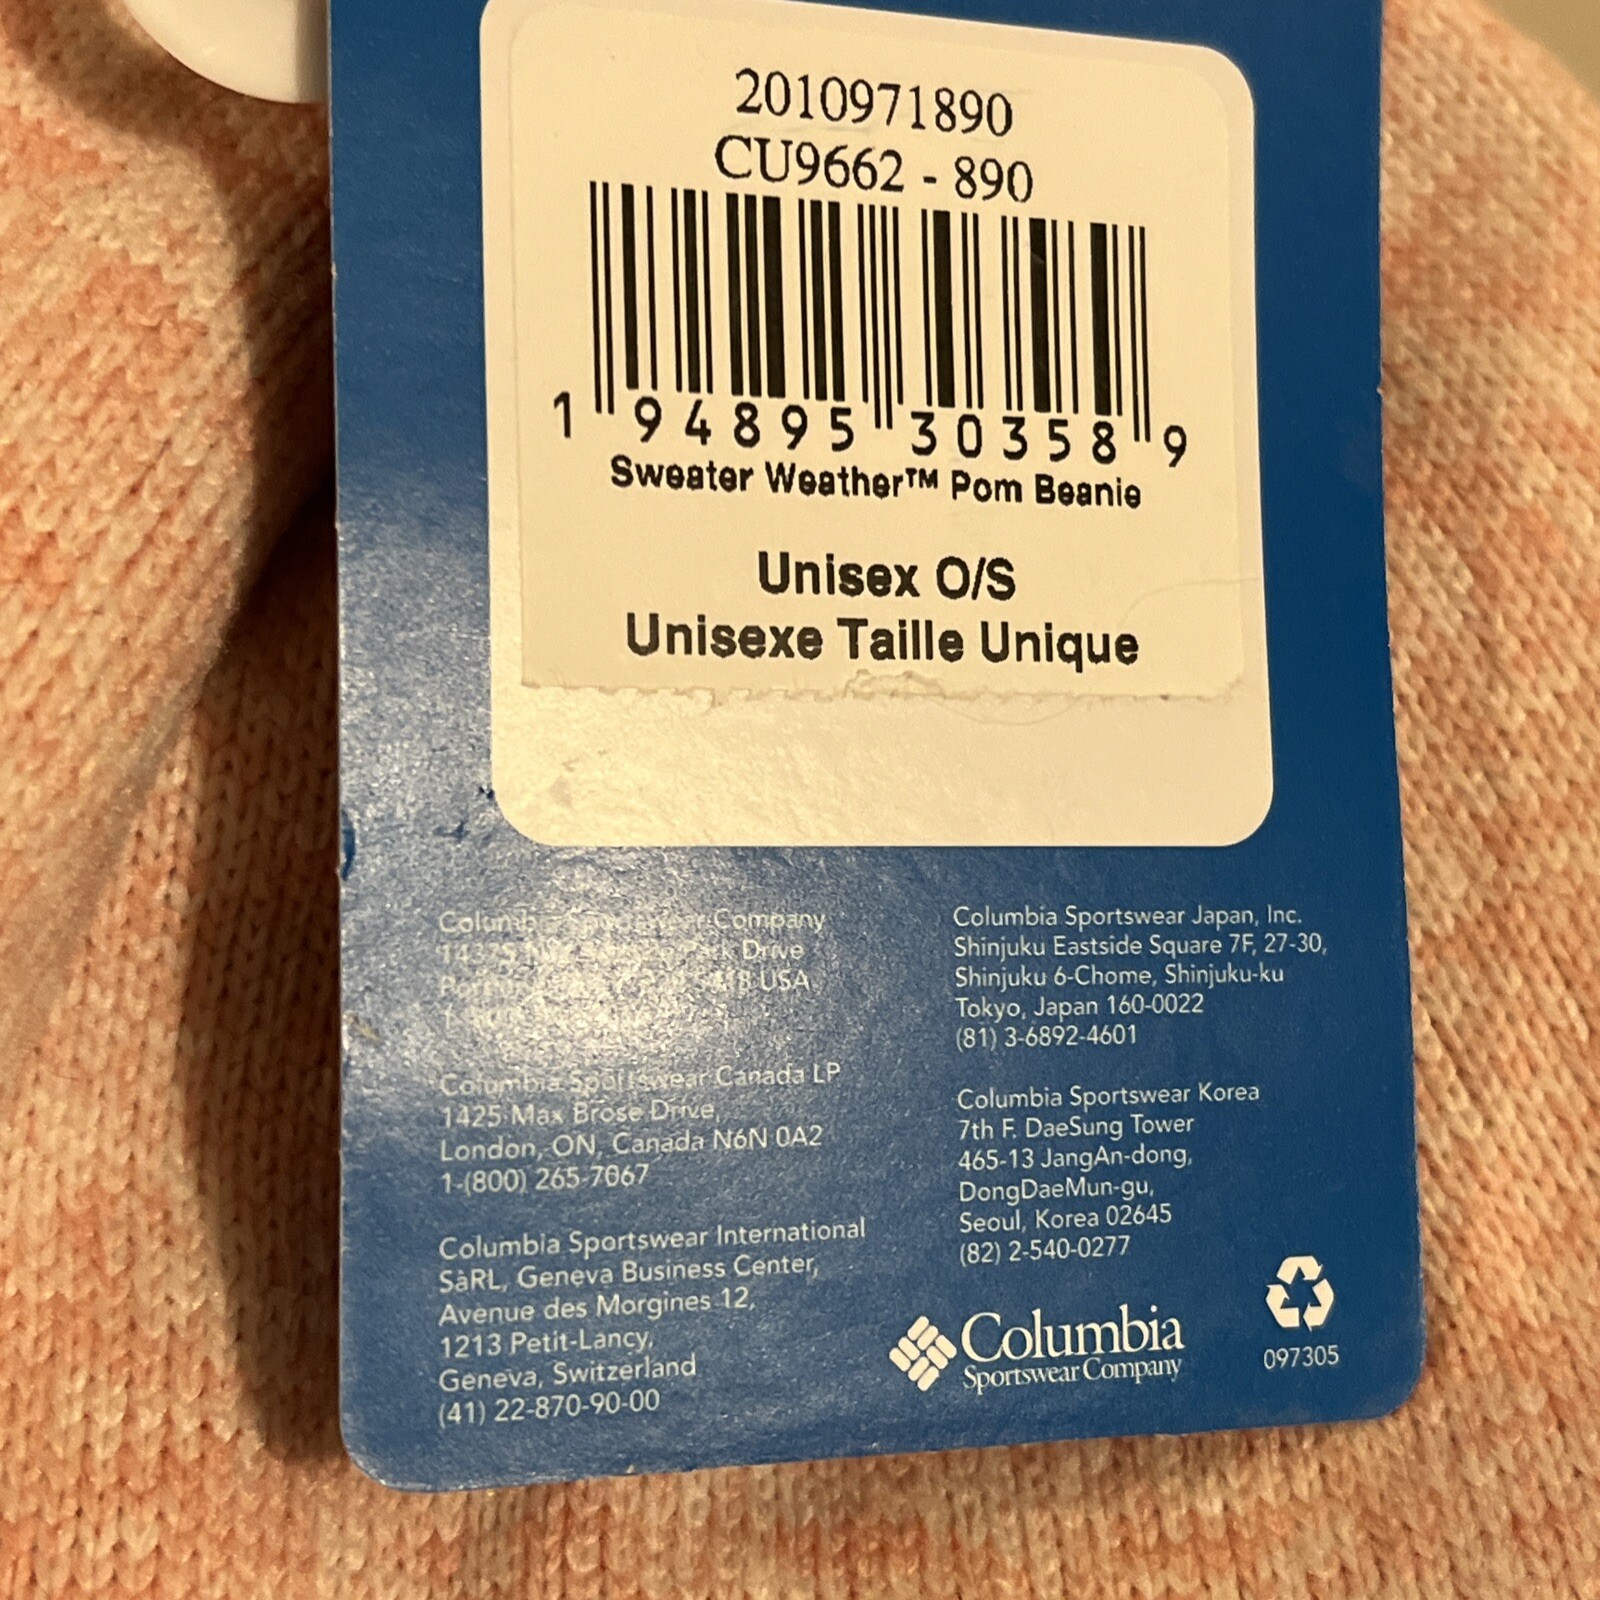 2010971890
CU9662 - 890
1 94895 30358 9
Sweater Weather™ Pom Beanie
Unisex O/S
Unisexe Taille Unique
Columbia Sportswear Company
Drive
USA
Columbia Sportswear Canada LP
1425 Max Brose Drive,
London, ON, Canada N6N 0A2
1-(800) 265-7067
Columbia Sportswear International
SàRL, Geneva Business Center,
Avenue des Morgines 12,
1213 Petit-Lancy,
Geneva, Switzerland
(41) 22-870-90-00
Columbia Sportswear Japan, Inc.
Shinjuku Eastside Square 7F, 27-30,
Shinjuku 6-Chome, Shinjuku-ku
Tokyo, Japan 160-0022
(81) 3-6892-4601
Columbia Sportswear Korea
7th F. DaeSung Tower
465-13 JangAn-dong,
DongDaeMun-gu,
Seoul, Korea 02645
(82) 2-540-0277
Columbia
Sportswear Company
097305